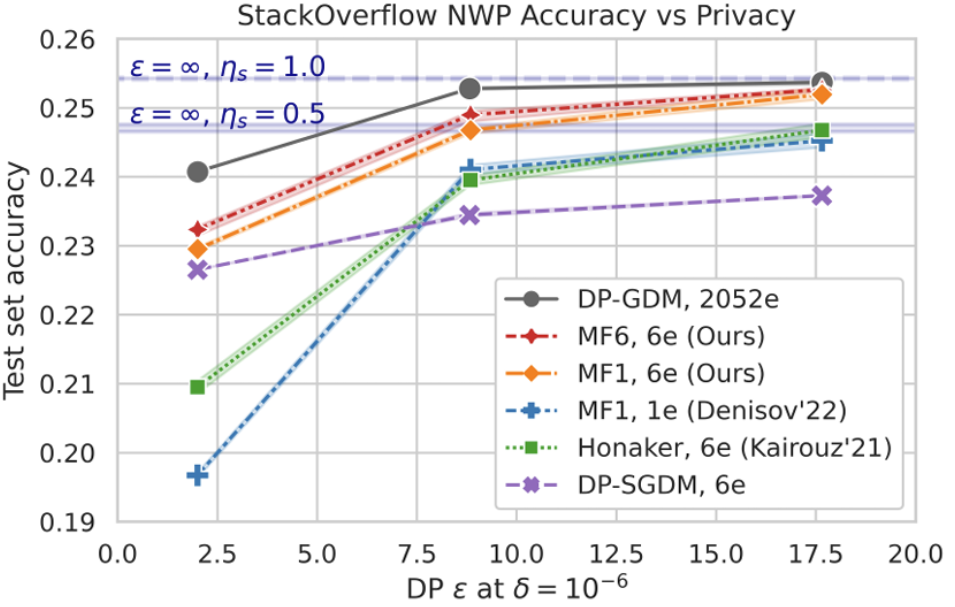 StackOverflow NWP Accuracy vs Privacy
Test set accuracy
0.26
0.25
0.24
0.23
0.22
0.21
0.20
0.19
ε = ∞, ηₛ = 1.0
ε = ∞, ηₛ = 0.5
DP-GDM, 2052e
MF6, 6e (Ours)
MF1, 6e (Ours)
MF1, 1e (Denisov'22)
Honaker, 6e (Kairouz'21)
DP-SGDM, 6e
0.0 2.5 5.0 7.5 10.0 12.5 15.0 17.5 20.0
DP ε at δ = 10⁻⁶